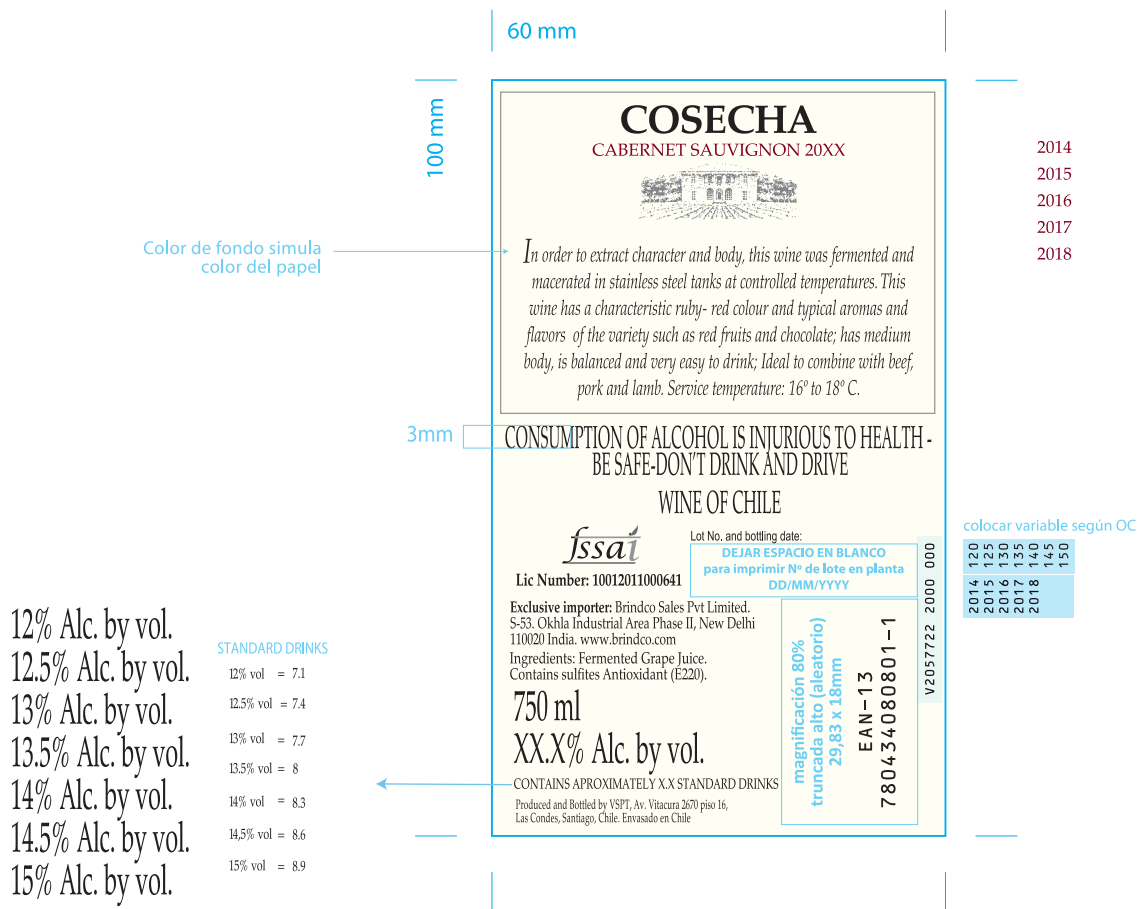 60 mm
100 mm
COSECHA
CABERNET SAUVIGNON 20XX
2014
2015
2016
2017
2018
Color de fondo simula
color del papel
In order to extract character and body, this wine was fermented and
macerated in stainless steel tanks at controlled temperatures. This
wine has a characteristic ruby- red colour and typical aromas and
flavors of the variety such as red fruits and chocolate; has medium
body, is balanced and very easy to drink; Ideal to combine with beef,
pork and lamb. Service temperature: 16º to 18º C.
3mm
CONSUMPTION OF ALCOHOL IS INJURIOUS TO HEALTH -
BE SAFE-DON'T DRINK AND DRIVE
WINE OF CHILE
fssai
Lic Number: 10012011000641
Lot No. and bottling date:
DEJAR ESPACIO EN BLANCO
para imprimir Nº de lote en planta
DD/MM/YYYY
Exclusive importer: Brindco Sales Pvt Limited.
S-53. Okhla Industrial Area Phase II, New Delhi
110020 India. www.brindco.com
Ingredients: Fermented Grape Juice.
Contains sulfites Antioxidant (E220).
750 ml
XX.X% Alc. by vol.
CONTAINS APROXIMATELY X.X STANDARD DRINKS
Produced and Bottled by VSPT, Av. Vitacura 2670 piso 16,
Las Condes, Santiago, Chile. Envasado en Chile
magnificación 80%
truncada alto (aleatorio)
29,83 x 18mm
EAN-13
780434080801-1
V2057722 2000 000
colocar variable según OC
2014 120
2015 125
2016 130
2017 135
2018 140
145
150
12% Alc. by vol.
12.5% Alc. by vol.
13% Alc. by vol.
13.5% Alc. by vol.
14% Alc. by vol.
14.5% Alc. by vol.
15% Alc. by vol.
STANDARD DRINKS
12% vol = 7.1
12.5% vol = 7.4
13% vol = 7.7
13.5% vol = 8
14% vol = 8.3
14,5% vol = 8.6
15% vol = 8.9